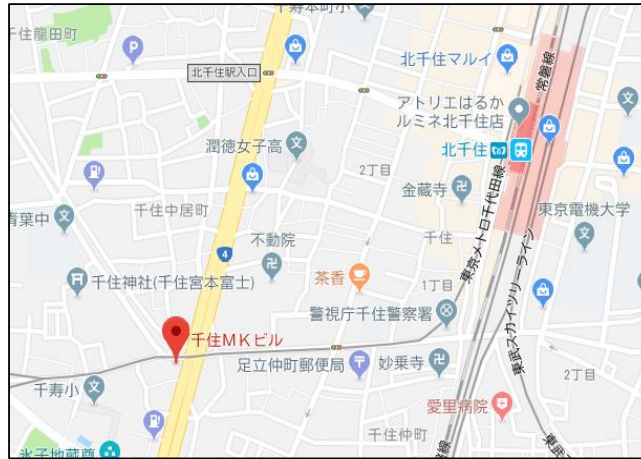 千寿本町小
千住龍田町
北千住駅入口
北千住マルイ
常磐線
アトリエはるか
ルミネ北千住店
潤徳女子高
2丁目
北千住
金蔵寺
東京電機大学
千住中居町
青葉中
4
不動院
千住
東京メトロ千代田線
千住神社(千住宮本富士)
茶香
1丁目
東武スカイツリーライン
警視庁千住警察署
千住MKビル
足立仲町郵便局
妙乗寺
千寿小
2丁目
愛里病院
千住仲町
氷子地蔵尊